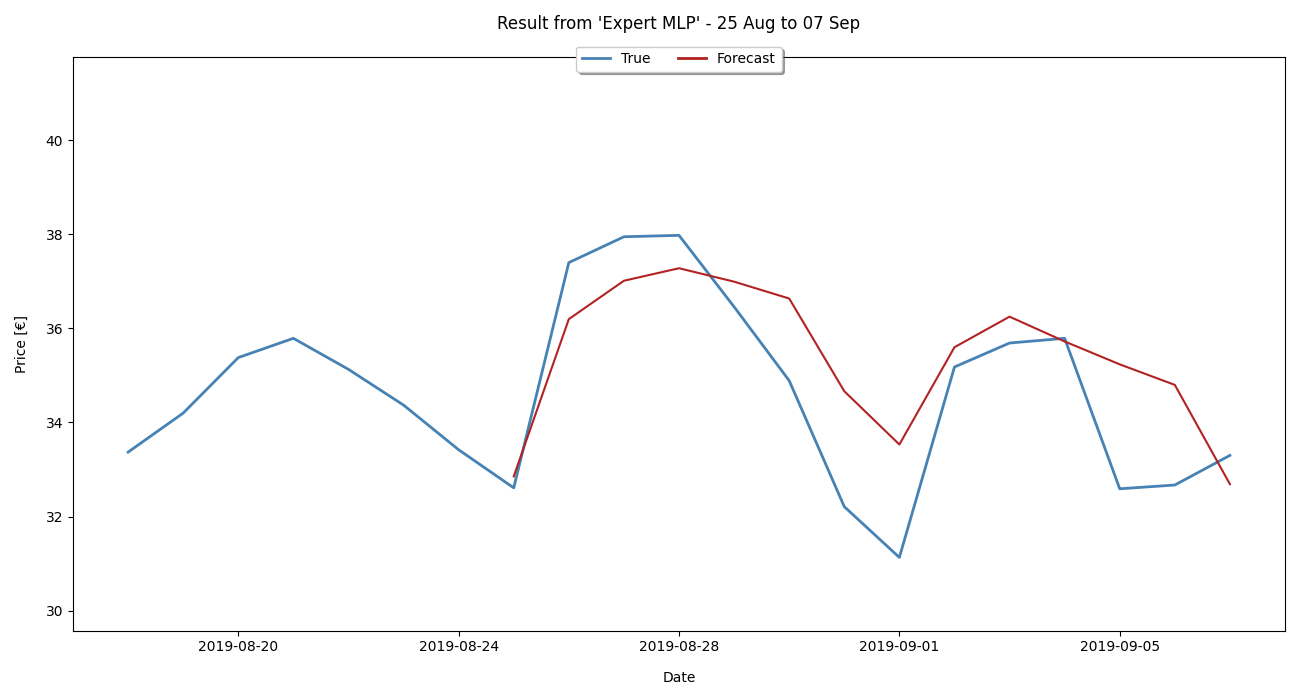 Result from 'Expert MLP' - 25 Aug to 07 Sep
True Forecast
40
38
36
34
32
30
Price [€]
2019-08-20 2019-08-24 2019-08-28 2019-09-01 2019-09-05
Date